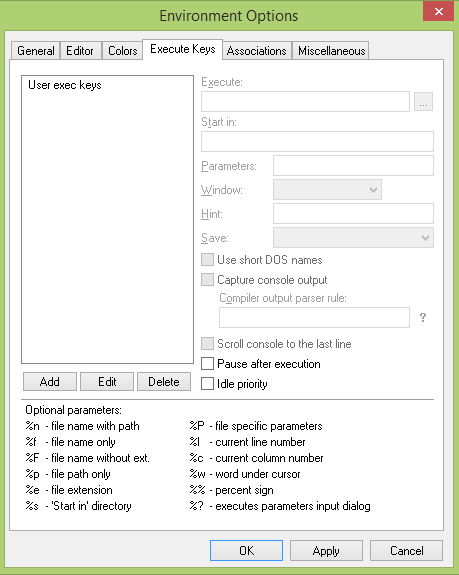 Environment Options
General Editor Colors Execute Keys Associations Miscellaneous
User exec keys
Execute:
...
Start in:
Parameters:
Window:
Hint:
Save:
Use short DOS names
Capture console output
Compiler output parser rule:
?
Scroll console to the last line
Pause after execution
Idle priority
Add Edit Delete
Optional parameters:
%n - file name with path
%f - file name only
%F - file name without ext.
%p - file path only
%e - file extension
%s - 'Start in' directory
%P - file specific parameters
%l - current line number
%c - current column number
%w - word under cursor
%% - percent sign
%? - executes parameters input dialog
OK Apply Cancel